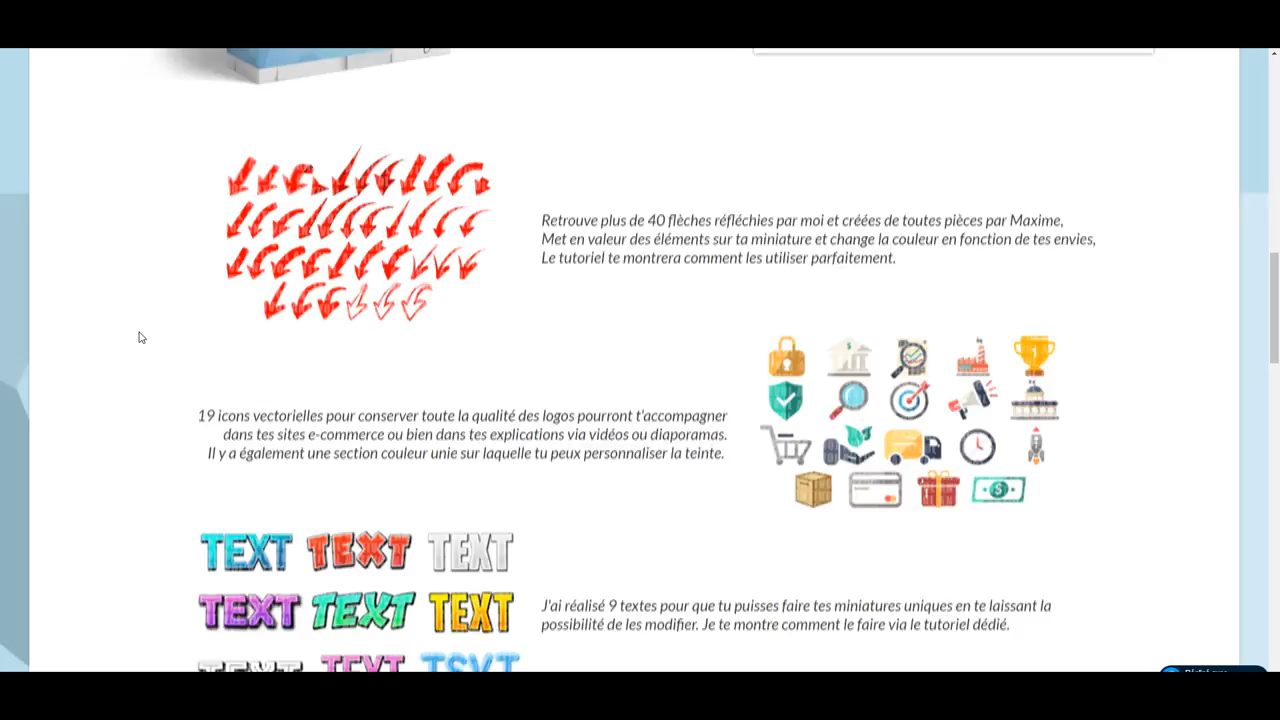 Retrouve plus de 40 flèches réfléchies par moi et créées de toutes pièces par Maxime,
Met en valeur des éléments sur ta miniature et change la couleur en fonction de tes envies,
Le tutoriel te montrera comment les utiliser parfaitement.
19 icons vectorielles pour conserver toute la qualité des logos pourront t'accompagner
dans tes sites e-commerce ou bien dans tes explications via vidéos ou diaporamas.
Il y a également une section couleur unie sur laquelle tu peux personnaliser la teinte.
TEXT TEXT TEXT
TEXT TEXT TEXT
J'ai réalisé 9 textes pour que tu puisses faire tes miniatures uniques en te laissant la
possibilité de les modifier. Je te montre comment le faire via le tutoriel dédié.
TEXT TEXT TEXT